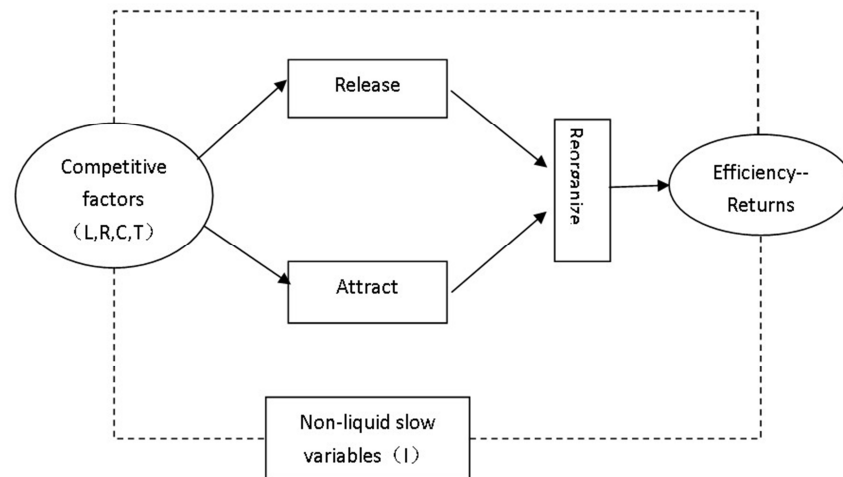 Release
Competitive
factors
（L,R,C,T）
Reorganize
Efficiency--
Returns
Attract
Non-liquid slow
variables（I）